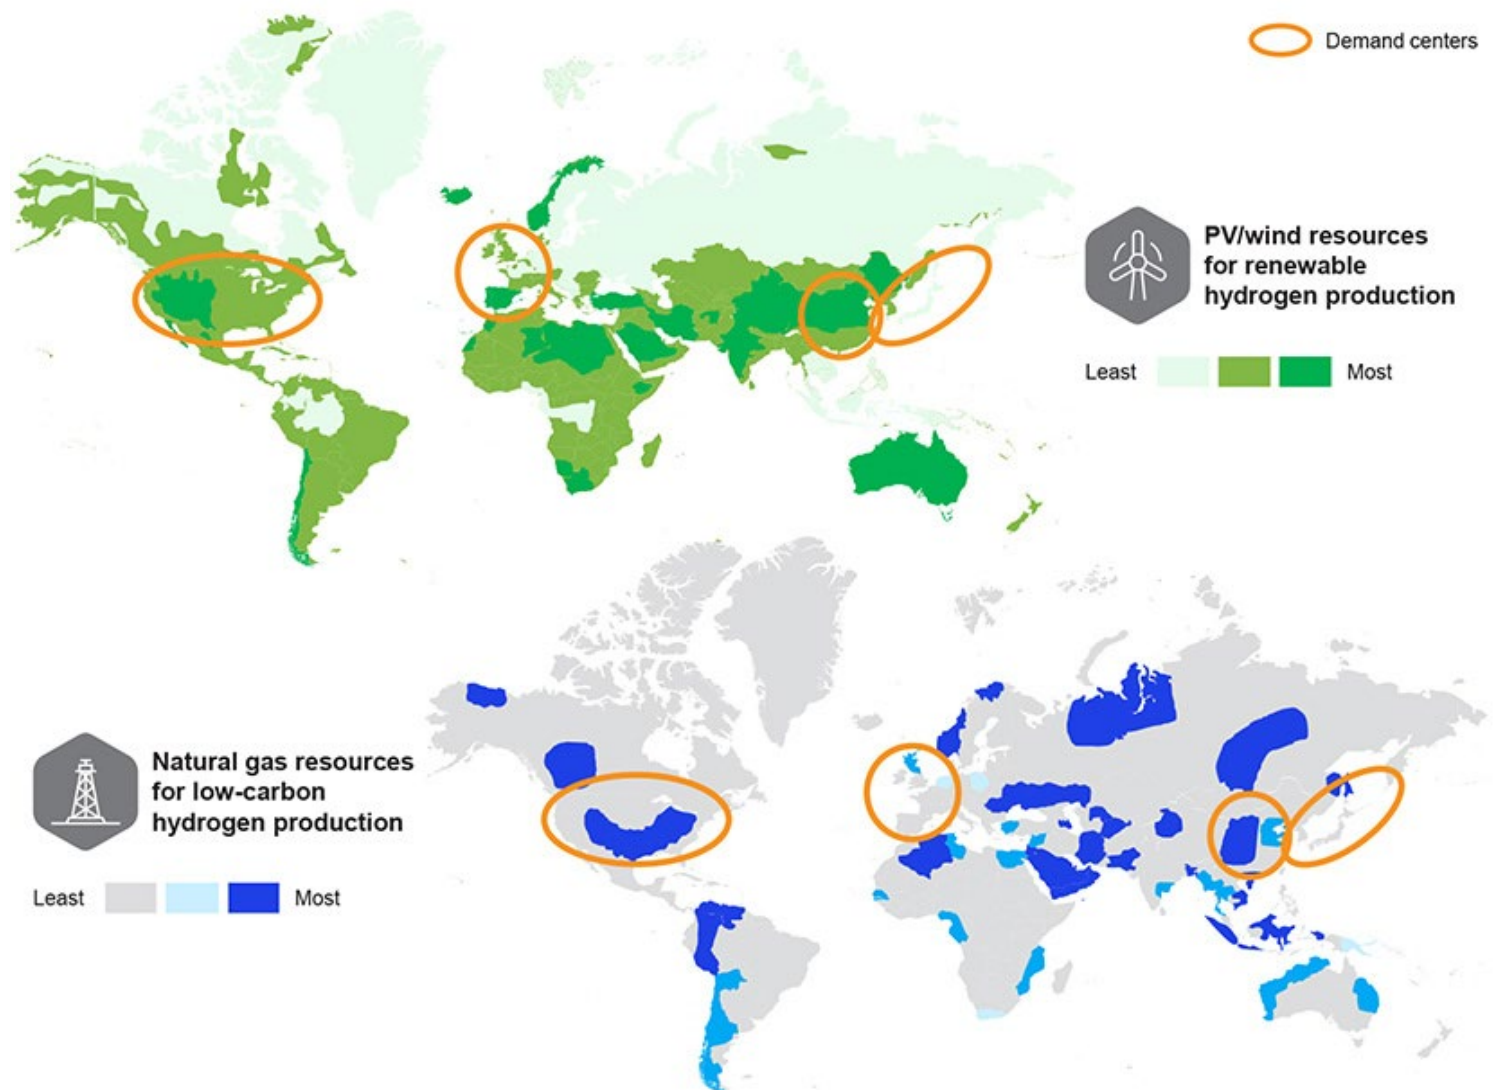 Demand centers
PV/wind resources
for renewable
hydrogen production
Least
Most
Natural gas resources
for low-carbon
hydrogen production
Least
Most